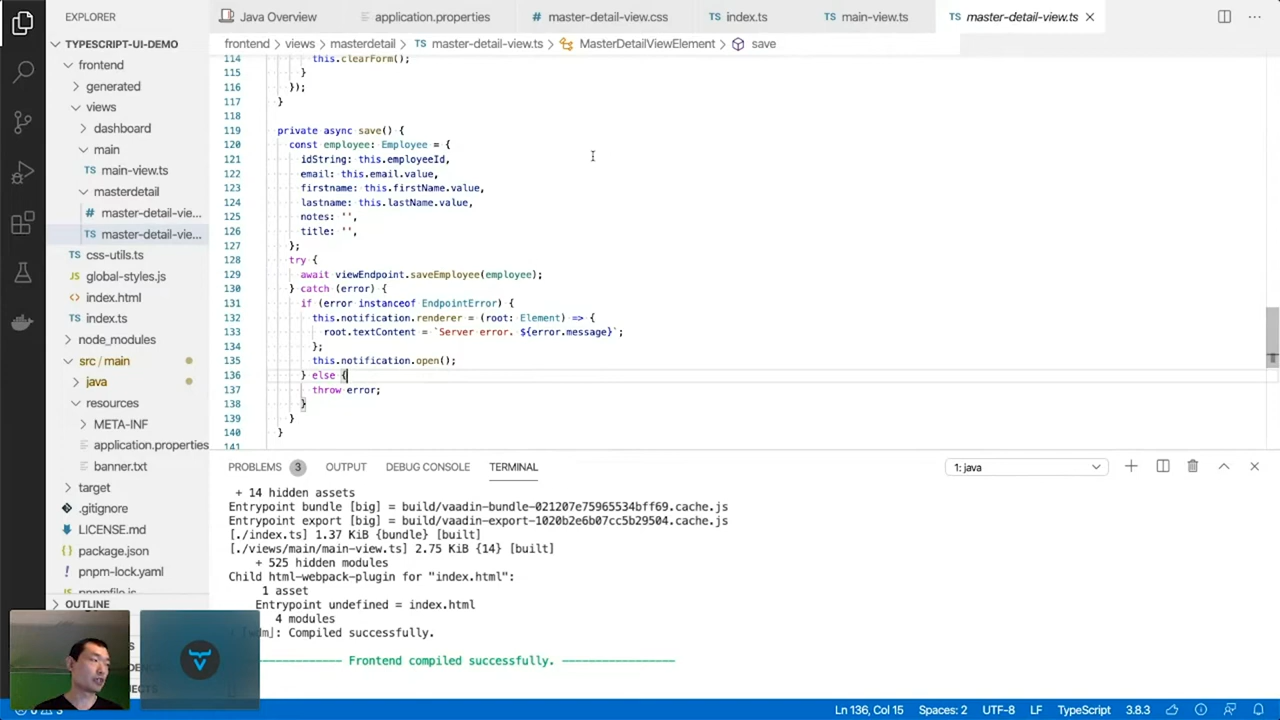 EXPLORER
TYPESCRIPT-UI-DEMO
frontend
generated
views
dashboard
main
TS main-view.ts
masterdetail
# master-detail-vie...
TS master-detail-vie...
TS css-utils.ts
JS global-styles.js
<> index.html
TS index.ts
node_modules
src/main
java
resources
META-INF
application.properties
banner.txt
target
.gitignore
LICENSE.md
package.json
pnpm-lock.yaml
OUTLINE
Java Overview
application.properties
# master-detail-view.css
TS index.ts
TS main-view.ts
TS master-detail-view.ts
frontend > views > masterdetail > TS master-detail-view.ts > MasterDetailViewElement > save
114 this.clearForm();
115 }
116 });
117 }
118
119 private async save() {
120 const employee: Employee = {
121 idString: this.employeeId,
122 email: this.email.value,
123 firstname: this.firstName.value,
124 lastname: this.lastName.value,
125 notes: '',
126 title: '',
127 };
128 try {
129 await viewEndpoint.saveEmployee(employee);
130 } catch (error) {
131 if (error instanceof EndpointError) {
132 this.notification.renderer = (root: Element) => {
133 root.textContent = `Server error. ${error.message}`;
134 };
135 this.notification.open();
136 } else {
137 throw error;
138 }
139 }
140 }
141
PROBLEMS 3 OUTPUT DEBUG CONSOLE TERMINAL 1: java
+ 14 hidden assets
Entrypoint bundle [big] = build/vaadin-bundle-021207e75965534bff69.cache.js
Entrypoint export [big] = build/vaadin-export-1020b2e6b07cc5b29504.cache.js
[./index.ts] 1.37 KiB {bundle} [built]
[./views/main/main-view.ts] 2.75 KiB {14} [built]
+ 525 hidden modules
Child html-webpack-plugin for "index.html":
1 asset
Entrypoint undefined = index.html
4 modules
[wdm]: Compiled successfully.
---------- Frontend compiled successfully. ----------------
Ln 136, Col 15 Spaces: 2 UTF-8 LF TypeScript 3.8.3